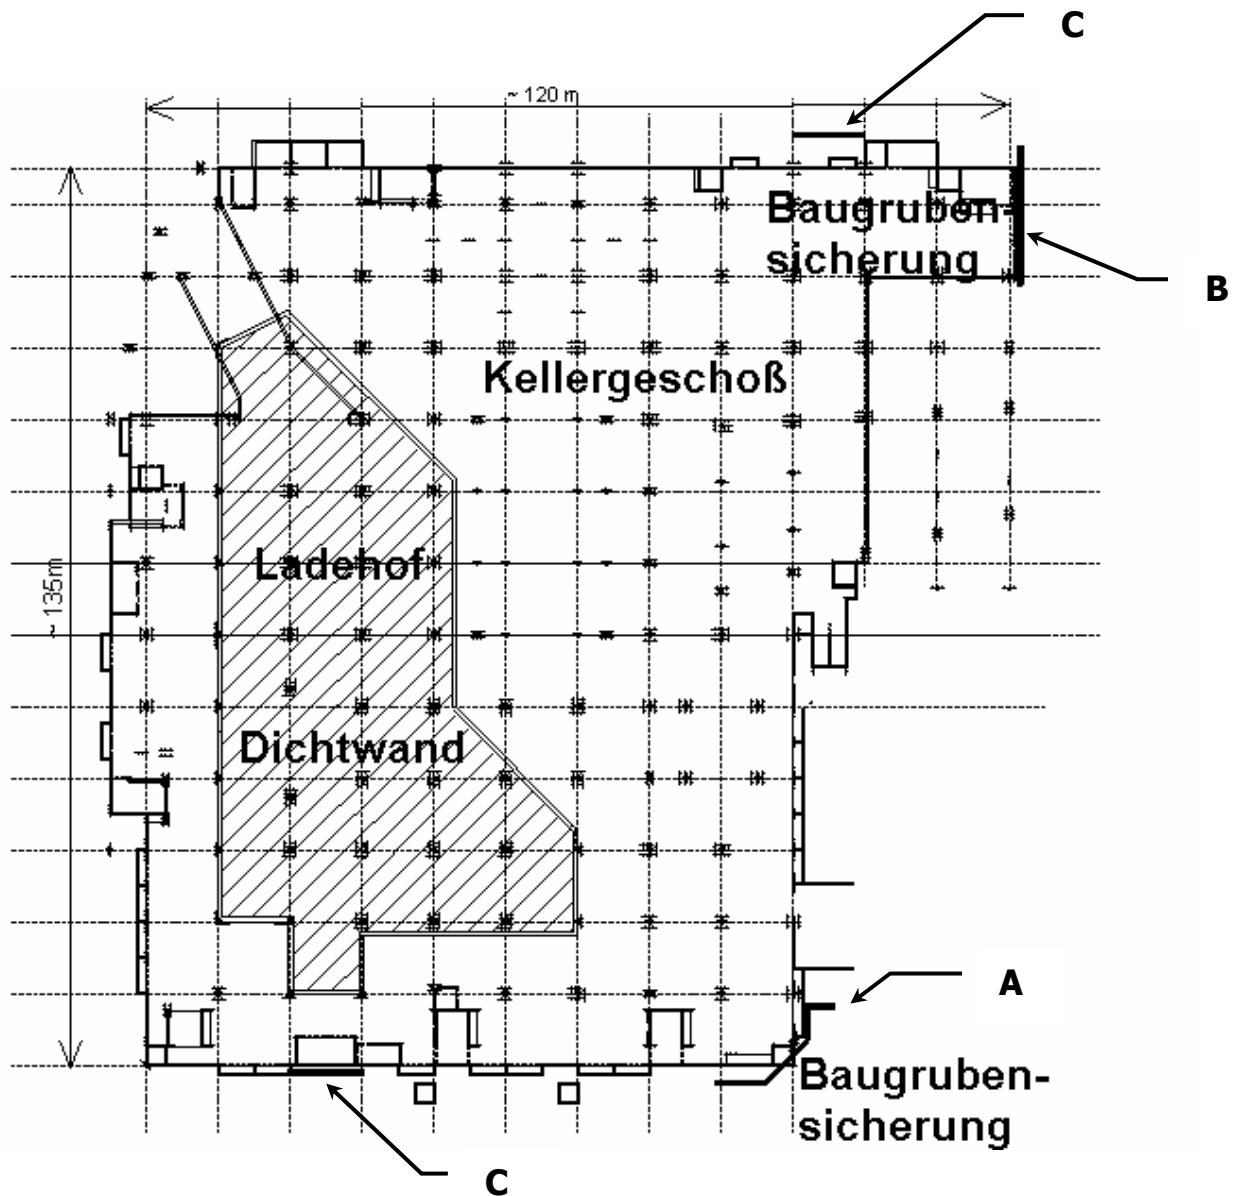 C
~ 120 m
Baugruben-
sicherung
B
Kellergeschoß
Ladehof
~ 135m
Dichtwand
A
Baugruben-
sicherung
C